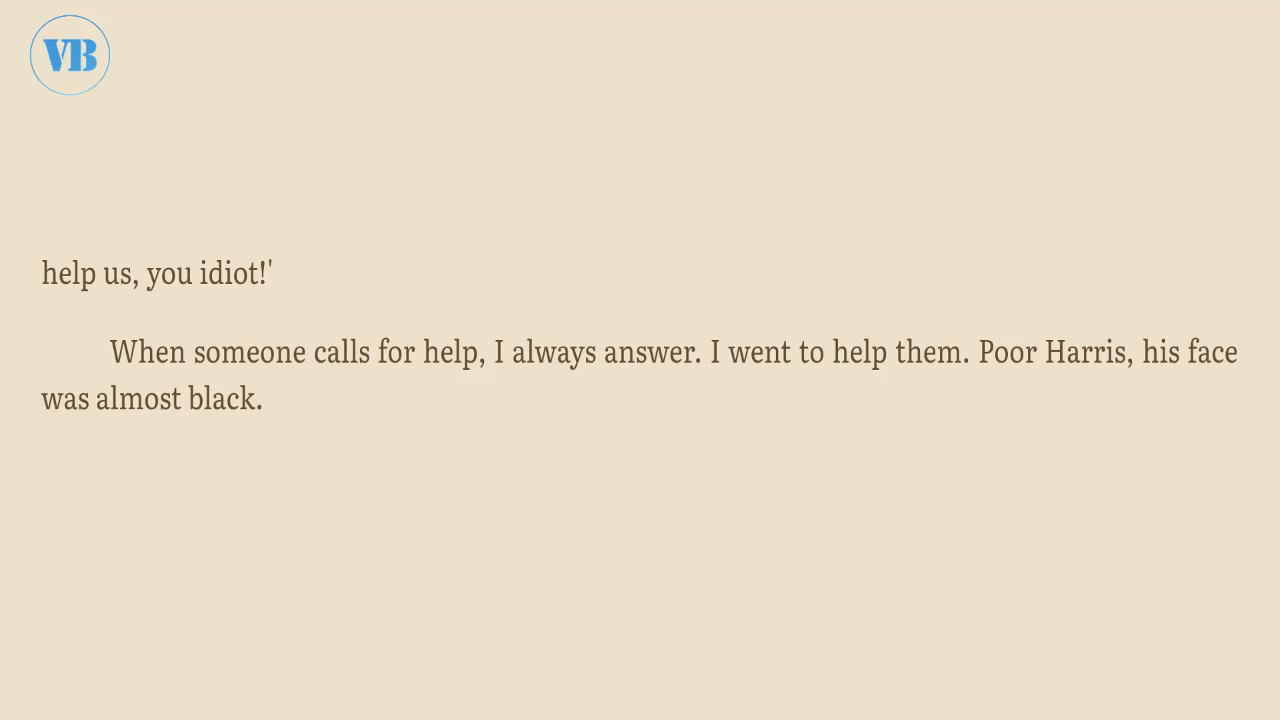 VB
help us, you idiot!'
When someone calls for help, I always answer. I went to help them. Poor Harris, his face
was almost black.